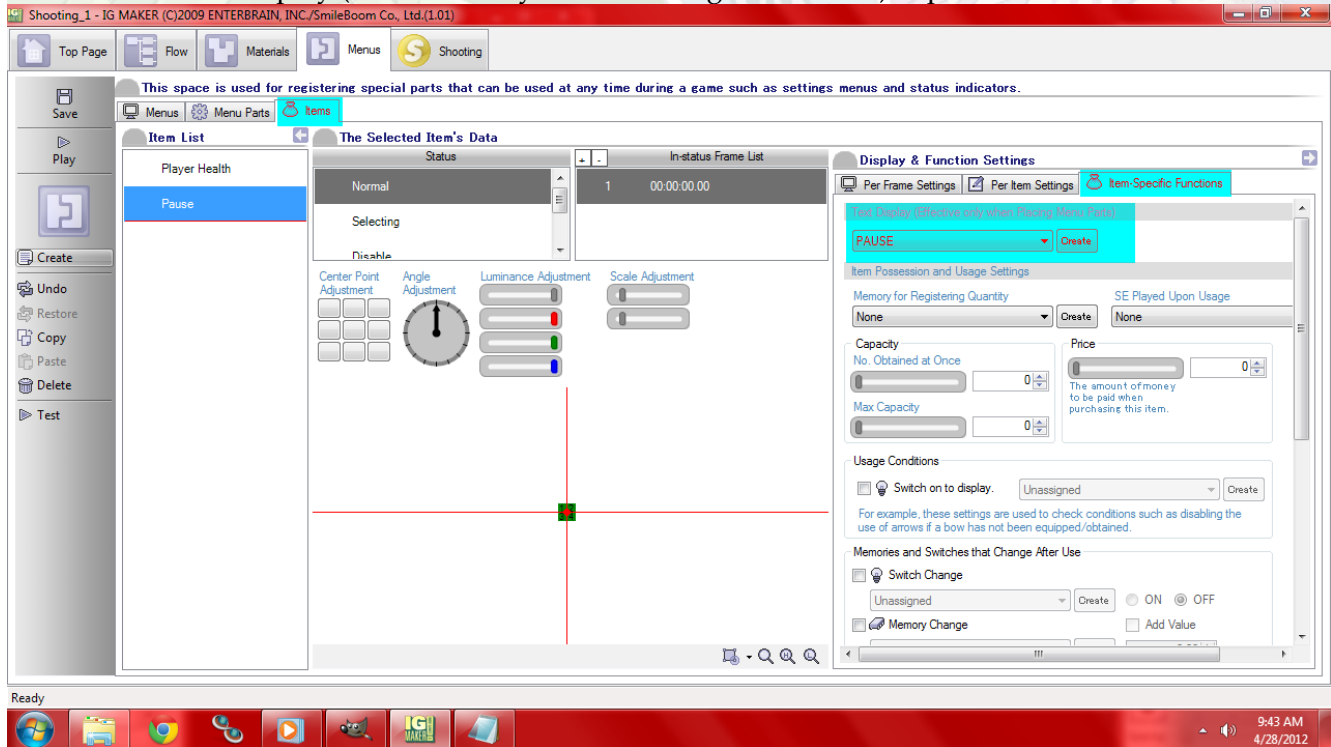 Shooting_1 - IG MAKER (C)2009 ENTERBRAIN, INC./SmileBoom Co., Ltd.(1.01)
Top Page
Flow
Materials
Menus
Shooting
This space is used for registering special parts that can be used at any time during a game such as settings menus and status indicators.
Save
Play
Create
Undo
Restore
Copy
Paste
Delete
Test
Menus
Menu Parts
Items
Item List
Player Health
Pause
The Selected Item's Data
Status
+ -
In-status Frame List
Normal
1 00:00:00.00
Selecting
Disable
Center Point Adjustment
Angle Adjustment
Luminance Adjustment
Scale Adjustment
Display & Function Settings
Per Frame Settings
Per Item Settings
Item-Specific Functions
Text Display (Effective only when Placing Menu Parts)
PAUSE
Create
Item Possession and Usage Settings
Memory for Registering Quantity
SE Played Upon Usage
None
Create
None
Capacity
Price
No. Obtained at Once
0
0
The amount of money
to be paid when
purchasing this item.
Max Capacity
0
Usage Conditions
Switch on to display.
Unassigned
Create
For example, these settings are used to check conditions such as disabling the
use of arrows if a bow has not been equipped/obtained.
Memories and Switches that Change After Use
Switch Change
Unassigned
Create
ON
OFF
Memory Change
Add Value
Ready
IG MAKER
9:43 AM
4/28/2012